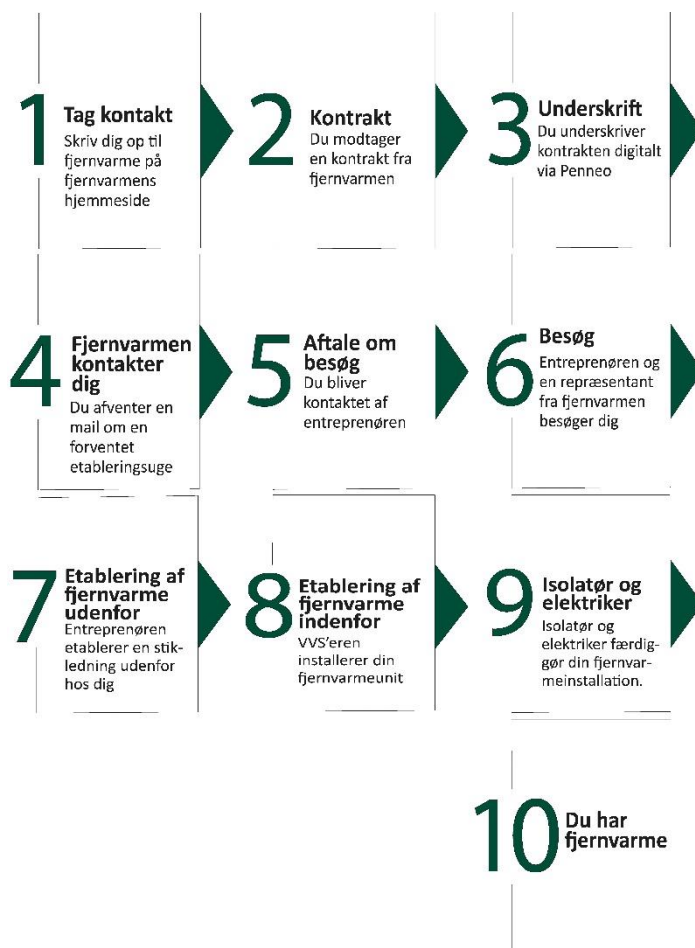 1
Tag kontakt
Skriv dig op til
fjernvarme på
fjernvarmens
hjemmeside
2
Kontrakt
Du modtager
en kontrakt fra
fjernvarmen
3
Underskrift
Du underskriver
kontrakten digitalt
via Penneo
4
Fjernvarmen
kontakter
dig
Du afventer en
mail om en
forventet
etableringsuge
5
Aftale om
besøg
Du bliver
kontaktet af
entreprenøren
6
Besøg
Entreprenøren og
en repræsentant
fra fjernvarmen
besøger dig
7
Etablering af
fjernvarme
udenfor
Entreprenøren
etablerer en stik-
ledning udenfor
hos dig
8
Etablering af
fjernvarme
indenfor
VVS'eren
installerer din
fjernvarmeunit
9
Isolatør og
elektriker
Isolatør og
elektriker færdig-
gør din fjernvar-
meinstallation.
10
Du har
fjernvarme